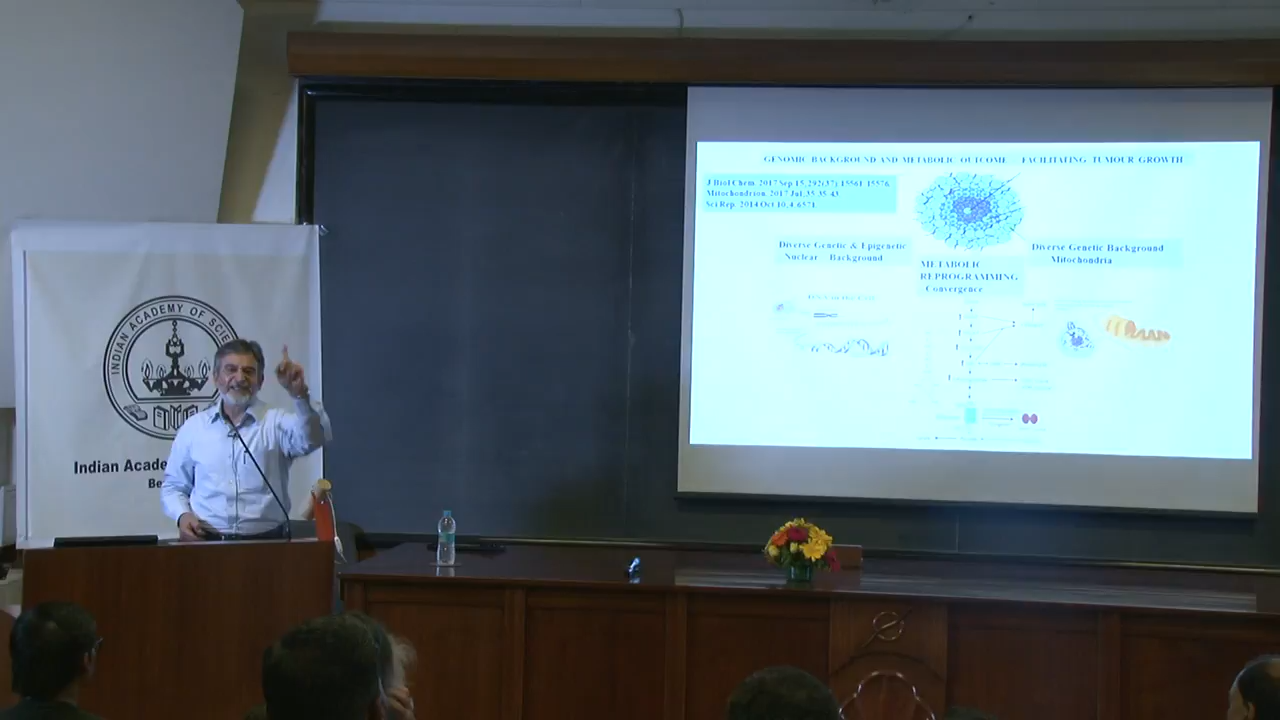 INDIAN ACADEMY OF SCIE
Indian Acade
Be
GENOMIC BACKGROUND AND METABOLIC OUTCOME FACILITATING TUMOUR GROWTH
J Biol Chem. 2017 Sep 15;292(37):15561-15576
Mitochondrion. 2017 Jul;35:35-43
Sci Rep. 2014 Oct 10;4:6571
Diverse Genetic & Epigenetic
Nuclear Background
METABOLIC
REPROGRAMMING
Convergence
Diverse Genetic Background
Mitochondria